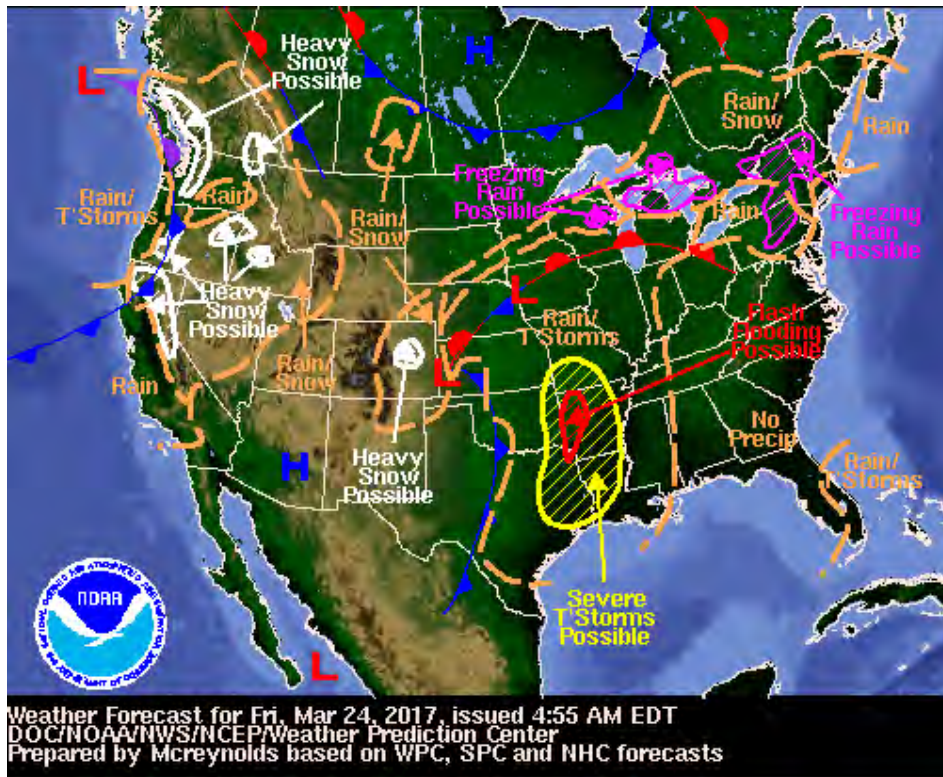 Heavy
Snow
Possible
H
L
Rain/
Snow
Rain
Freezing
Rain
Possible
Rain/
T'Storms
Rain
Rain/
Snow
Rain
Freezing
Rain
Possible
Heavy
Snow
Possible
L
Rain/
T'Storms
Flash
Flooding
Possible
Rain
Rain/
Snow
L
No
Precip
Heavy
Snow
Possible
H
Rain/
T'Storms
NOAA
Severe
T'Storms
Possible
L
Weather Forecast for Fri, Mar 24, 2017, issued 4:55 AM EDT
DOC/NOAA/NWS/NCEP/Weather Prediction Center
Prepared by Mcreynolds based on WPC, SPC and NHC forecasts